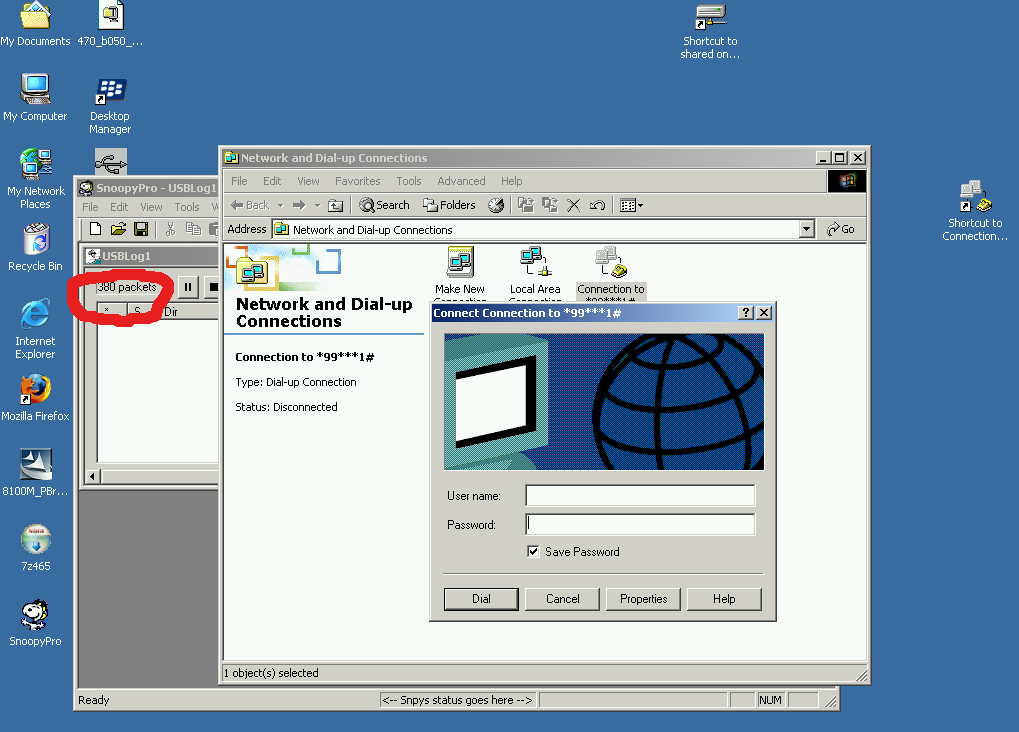 My Documents
470_b050_...
Shortcut to
shared on...
My Computer
Desktop
Manager
My Network
Places
Recycle Bin
Internet
Explorer
Mozilla Firefox
8100M_PBr...
7z465
SnoopyPro
Shortcut to
Connection...
SnoopyPro - USBLog1
File Edit View Tools
USBLog1
380 packets
S Dir
Ready
<-- Snpys status goes here -->
NUM
Network and Dial-up Connections
File Edit View Favorites Tools Advanced Help
Back Search Folders
Address Network and Dial-up Connections Go
Network and Dial-up
Connections
Connection to *99***1#
Type: Dial-up Connection
Status: Disconnected
Make New
Local Area
Connection to
*99***1#
1 object(s) selected
Connect Connection to *99***1#
User name:
Password:
Save Password
Dial Cancel Properties Help